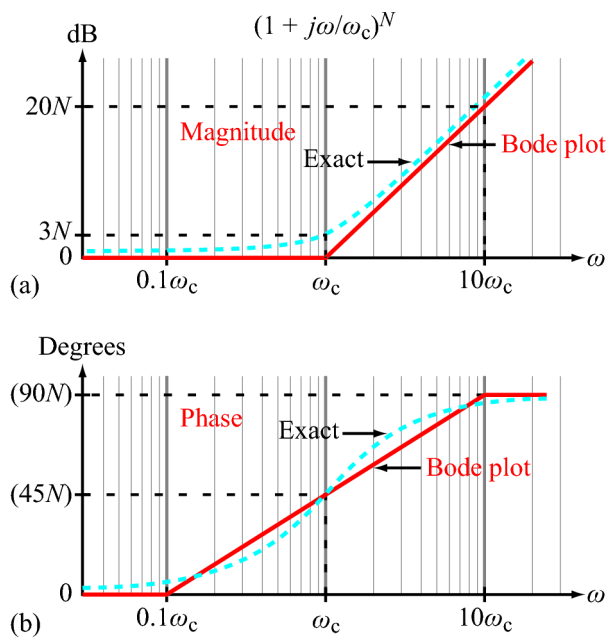 (1 + jω/ωc)^N
dB
20N
Magnitude
Bode plot
Exact
3N
0
0.1ωc ωc 10ωc ω
(a)
Degrees
(90N)
Phase
Exact
Bode plot
(45N)
0
0.1ωc ωc 10ωc ω
(b)